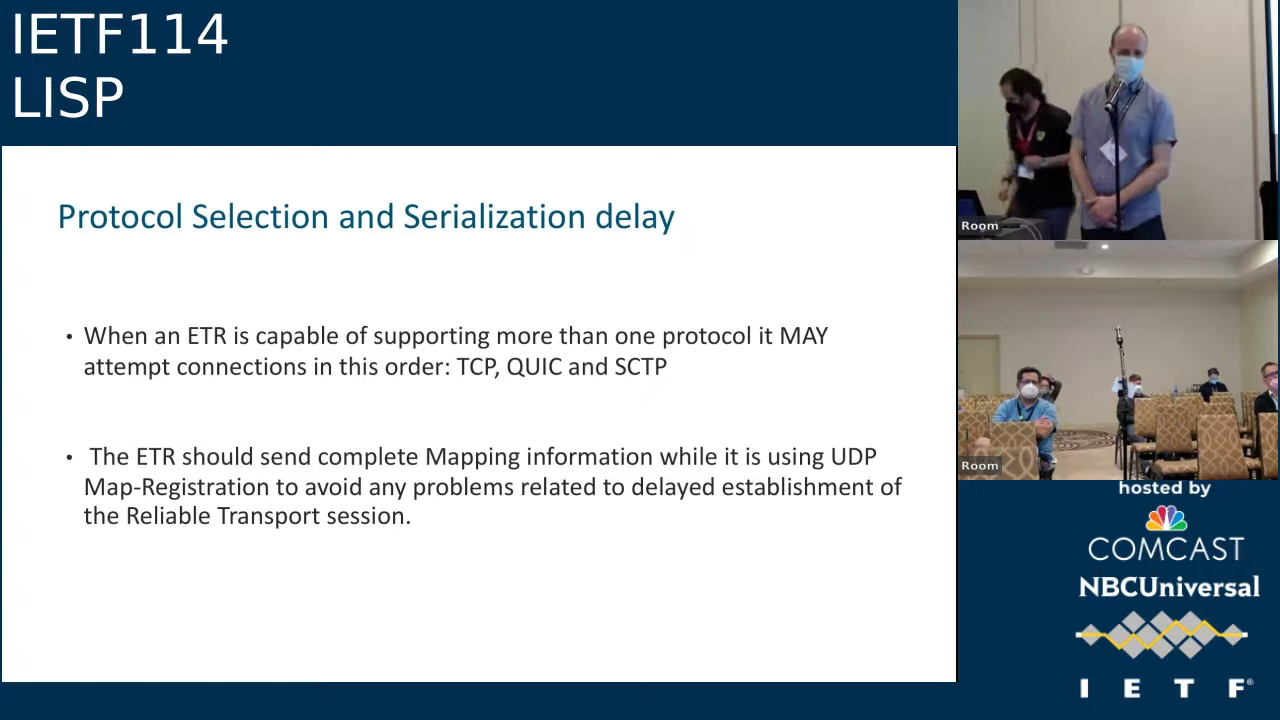 IETF114
LISP
Protocol Selection and Serialization delay
• When an ETR is capable of supporting more than one protocol it MAY
attempt connections in this order: TCP, QUIC and SCTP
• The ETR should send complete Mapping information while it is using UDP
Map-Registration to avoid any problems related to delayed establishment of
the Reliable Transport session.
Room
Room
hosted by
COMCAST
NBCUniversal
I E T F®